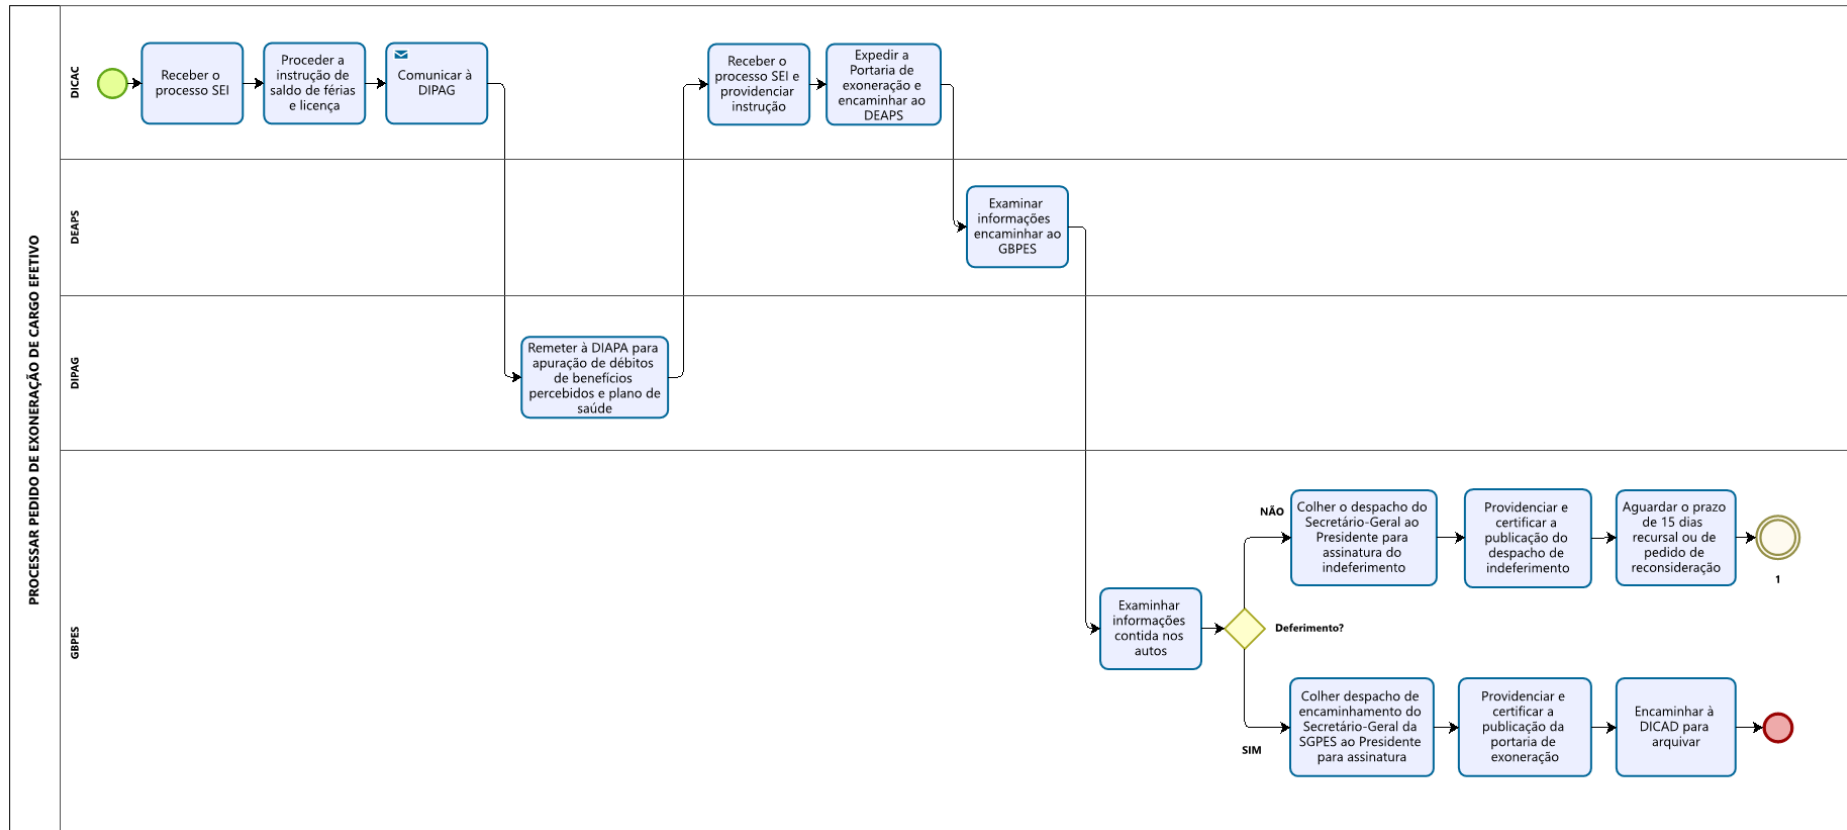 PROCESSAR PEDIDO DE EXONERAÇÃO DE CARGO EFETIVO
DICAC
Receber o
processo SEI
Proceder a
instrução de
saldo de férias
e licença
Comunicar à
DIPAG
Receber o
processo SEI e
providenciar
instrução
Expedir a
Portaria de
exoneração e
encaminhar ao
DEAPS
DEAPS
Examinar
informações
encaminhar ao
GBPES
DIPAG
Remeter à DIAPA para
apuração de débitos
de benefícios
percebidos e plano de
saúde
GBPES
Examinhar
informações
contida nos
autos
Deferimento?
NÃO
Colher o despacho do
Secretário-Geral ao
Presidente para
assinatura do
indeferimento
Providenciar e
certificar a
publicação do
despacho de
indeferimento
Aguardar o prazo
de 15 dias
recursal ou de
pedido de
reconsideração
1
SIM
Colher despacho de
encaminhamento do
Secretário-Geral da
SGPES ao Presidente
para assinatura
Providenciar e
certificar a
publicação da
portaria de
exoneração
Encaminhar à
DICAD para
arquivar